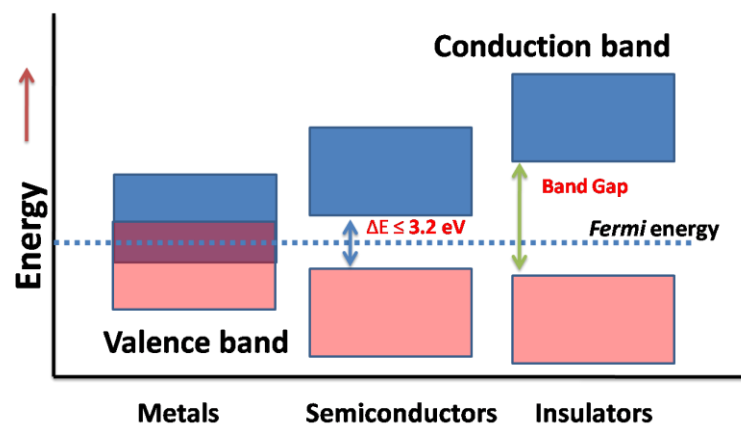 Conduction band
Band Gap
ΔE ≤ 3.2 eV
Fermi energy
Energy
Valence band
Metals
Semiconductors
Insulators